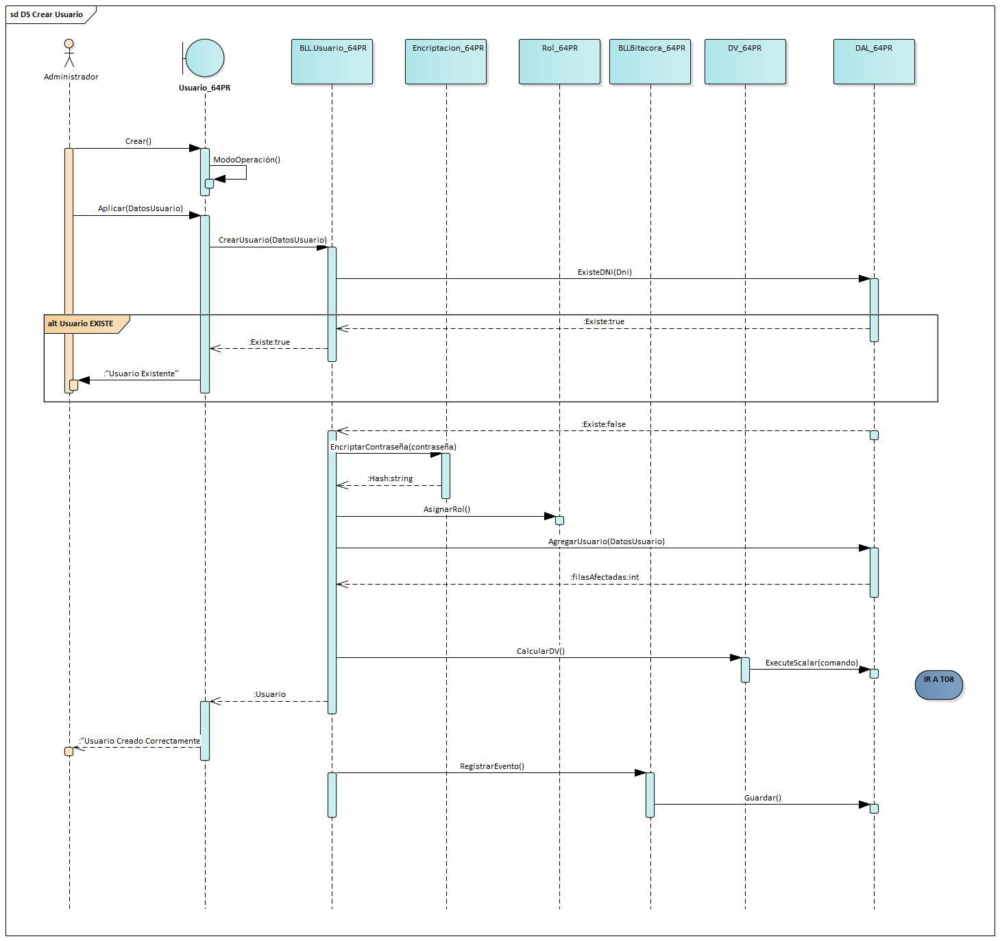 sd DS Crear Usuario
Administrador
Usuario_64PR
BLL.Usuario_64PR
Encriptacion_64PR
Rol_64PR
BLLBitacora_64PR
DV_64PR
DAL_64PR
Crear()
ModoOperación()
Aplicar(DatosUsuario)
CrearUsuario(DatosUsuario)
ExisteDNI(Dni)
alt Usuario EXISTE
:Existe:true
:Existe:true
:"Usuario Existente"
:Existe:false
EncriptarContraseña(contraseña)
:Hash:string
AsignarRol()
AgregarUsuario(DatosUsuario)
:filasAfectadas:int
CalcularDV()
ExecuteScalar(comando)
IR A T08
:Usuario
:"Usuario Creado Correctamente
RegistrarEvento()
Guardar()